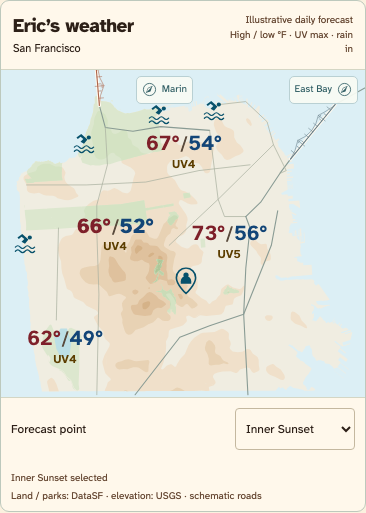 Eric's weather
San Francisco
Illustrative daily forecast
High / low °F · UV max · rain
in
Marin
East Bay
67°/54°
UV4
66°/52°
UV4
73°/56°
UV5
62°/49°
UV4
Forecast point
Inner Sunset
Inner Sunset selected
Land / parks: DataSF · elevation: USGS · schematic roads